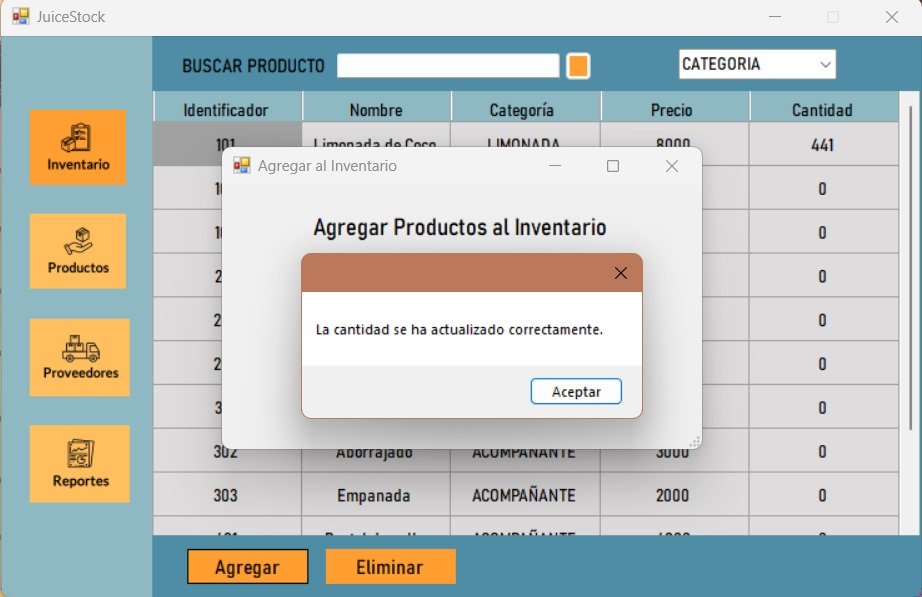 JuiceStock
BUSCAR PRODUCTO
CATEGORIA
Identificador Nombre Categoría Precio Cantidad
101 Limonada de Coco LIMONADA 8000 441
Agregar al Inventario
0
0
0
0
0
0
0
Agregar Productos al Inventario
La cantidad se ha actualizado correctamente.
Aceptar
302 Aborrajado ACOMPAÑANTE 3000 0
303 Empanada ACOMPAÑANTE 2000 0
Inventario
Productos
Proveedores
Reportes
Agregar Eliminar